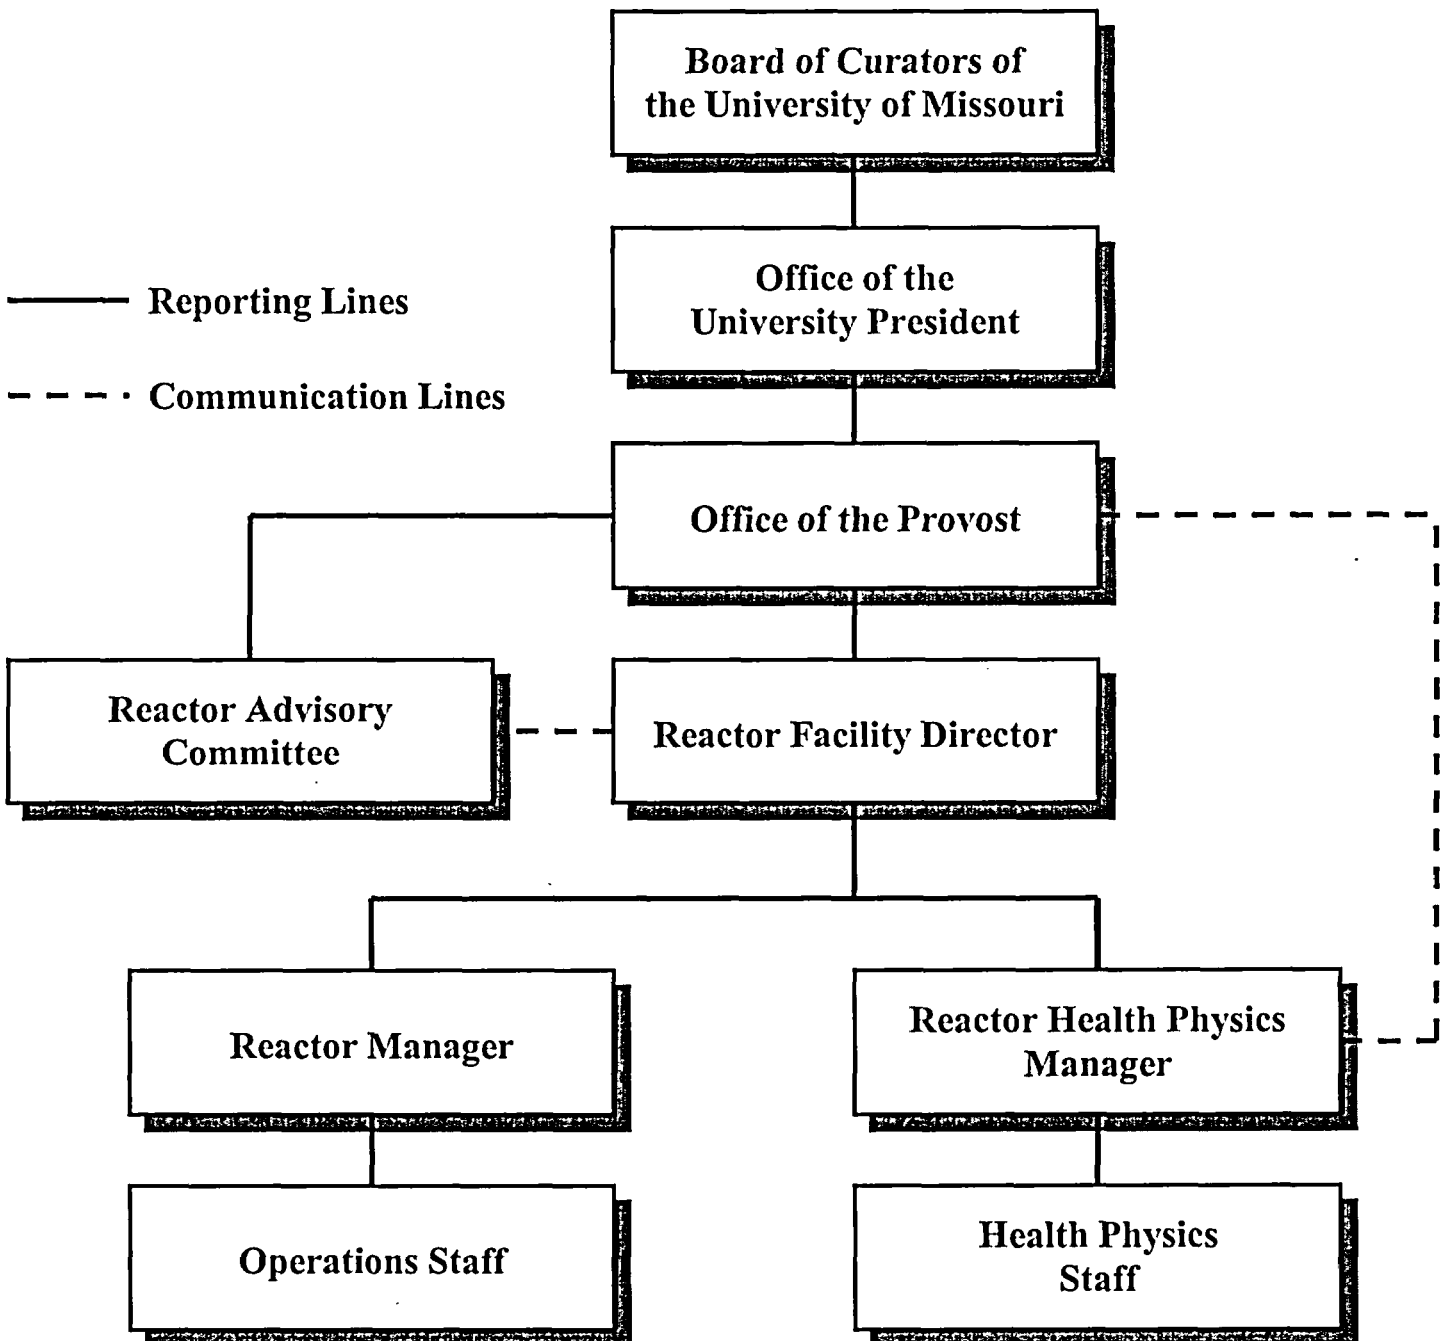 Board of Curators of
the University of Missouri
Office of the
University President
Reporting Lines
Communication Lines
Office of the Provost
Reactor Advisory
Committee
Reactor Facility Director
Reactor Manager
Reactor Health Physics
Manager
Operations Staff
Health Physics
Staff